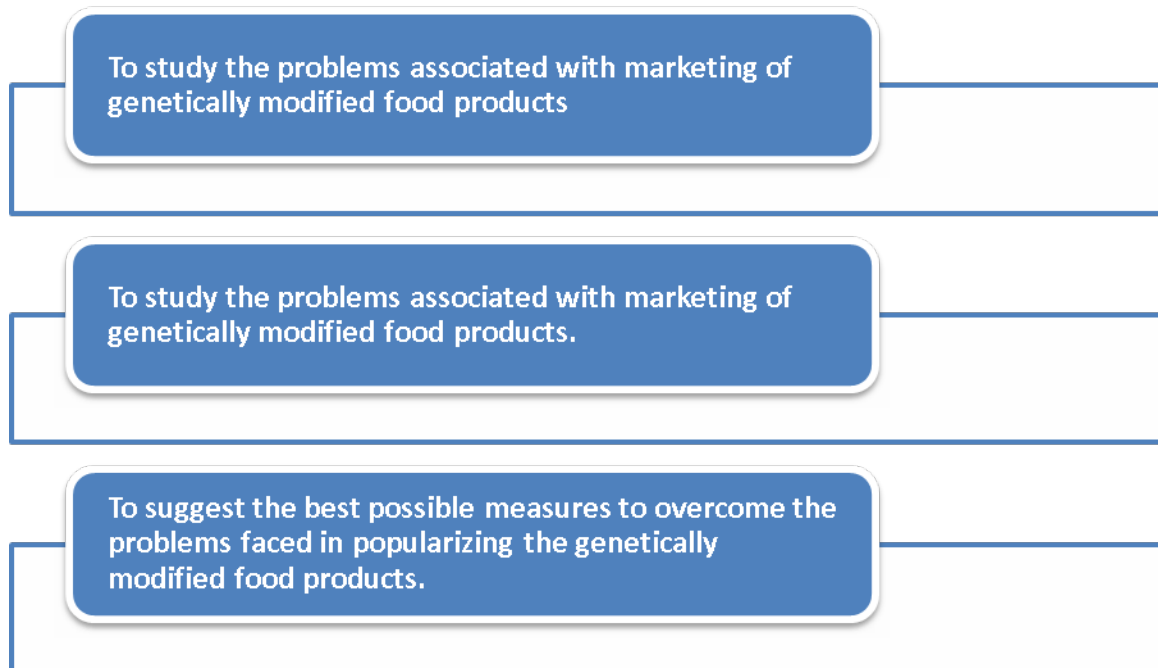 To study the problems associated with marketing of
genetically modified food products
To study the problems associated with marketing of
genetically modified food products.
To suggest the best possible measures to overcome the
problems faced in popularizing the genetically
modified food products.